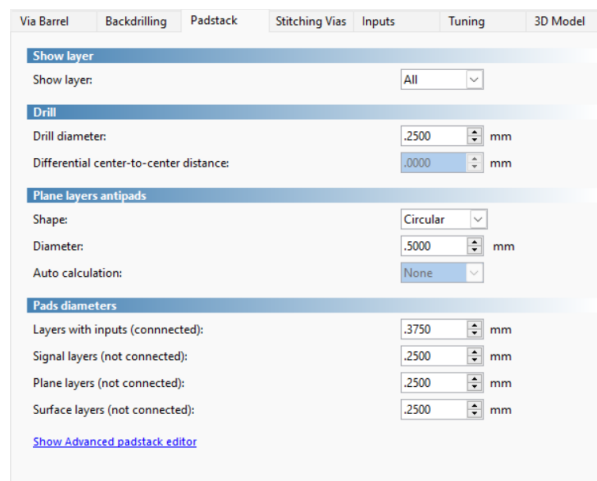 Via Barrel Backdrilling Padstack Stitching Vias Inputs Tuning 3D Model
Show layer
Show layer: All
Drill
Drill diameter: .2500 mm
Differential center-to-center distance: .0000 mm
Plane layers antipads
Shape: Circular
Diameter: .5000 mm
Auto calculation: None
Pads diameters
Layers with inputs (connnected): .3750 mm
Signal layers (not connected): .2500 mm
Plane layers (not connected): .2500 mm
Surface layers (not connected): .2500 mm
Show Advanced padstack editor